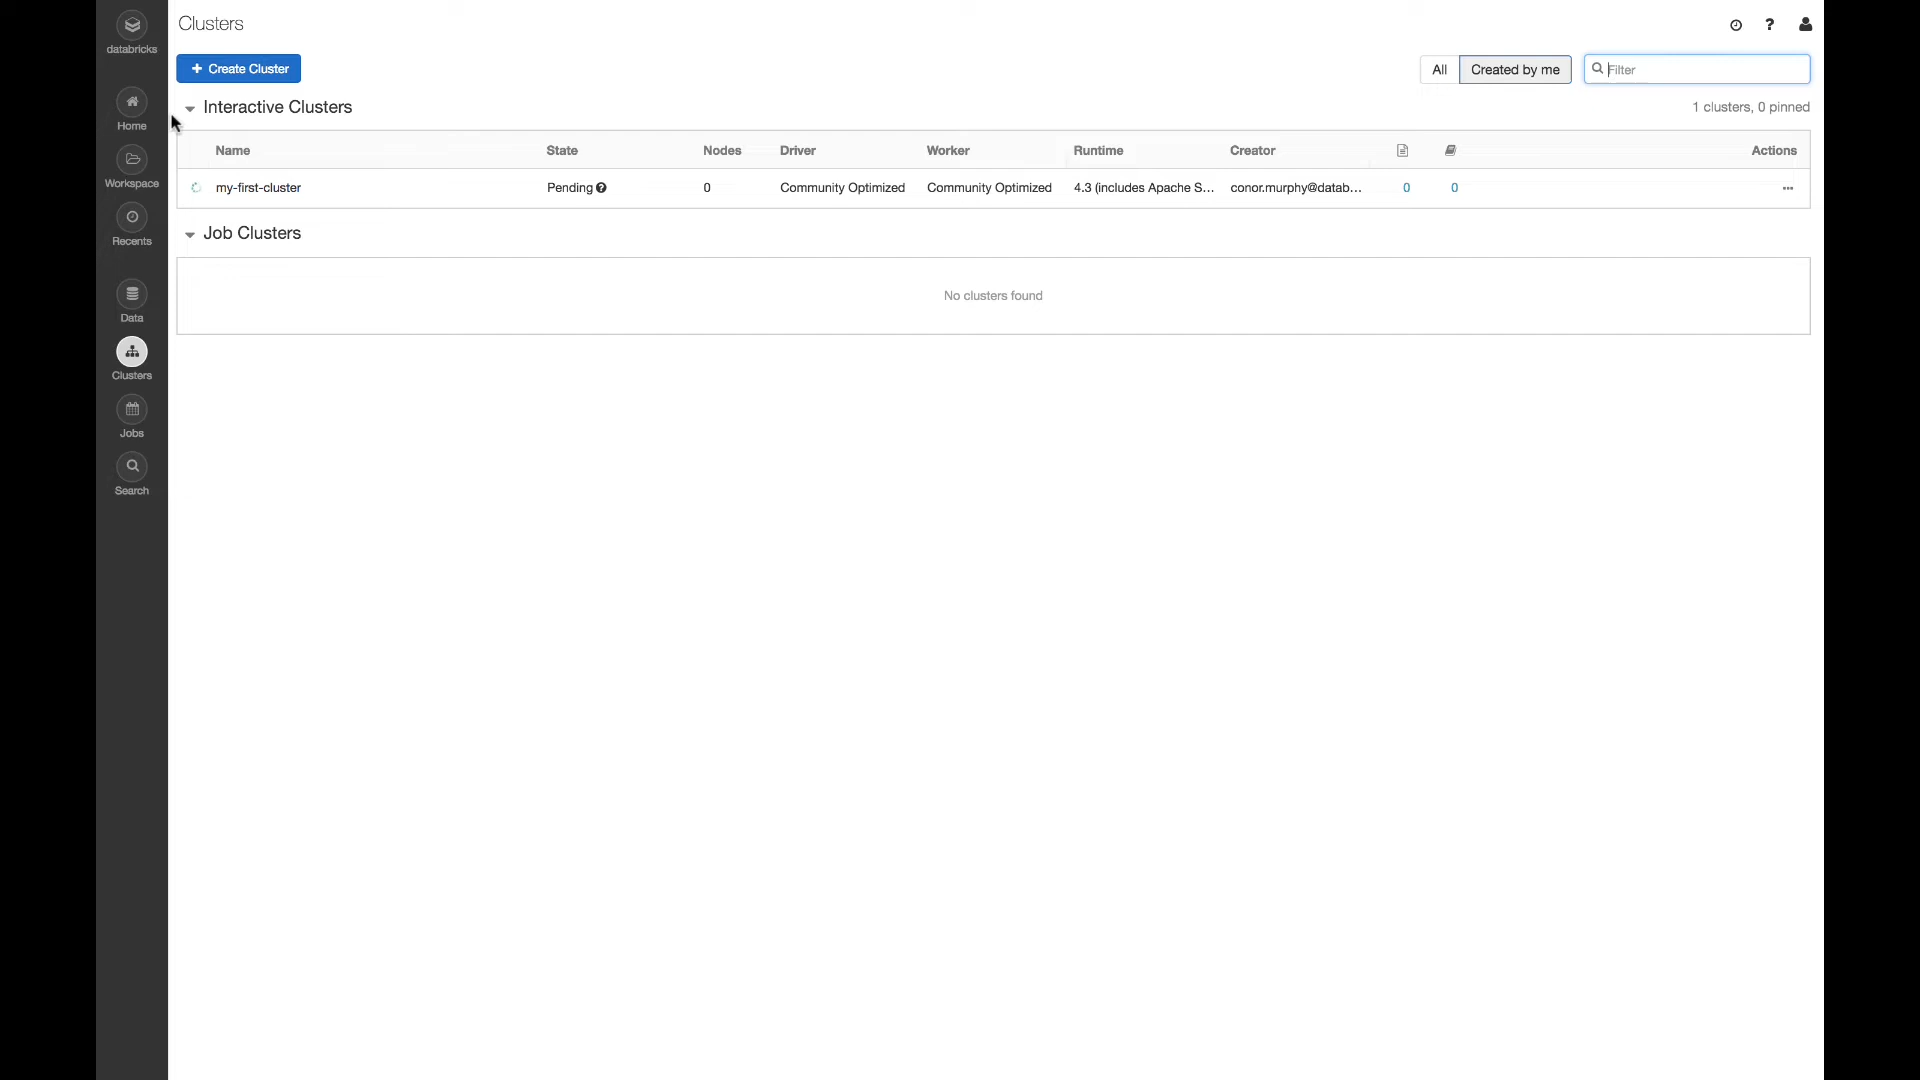 databricks
Home
Workspace
Recents
Data
Clusters
Jobs
Search
Clusters
+ Create Cluster
All
Created by me
Filter
Interactive Clusters
1 clusters, 0 pinned
Name State Nodes Driver Worker Runtime Creator Actions
my-first-cluster Pending 0 Community Optimized Community Optimized 4.3 (includes Apache S... conor.murphy@datab... 0 0
Job Clusters
No clusters found